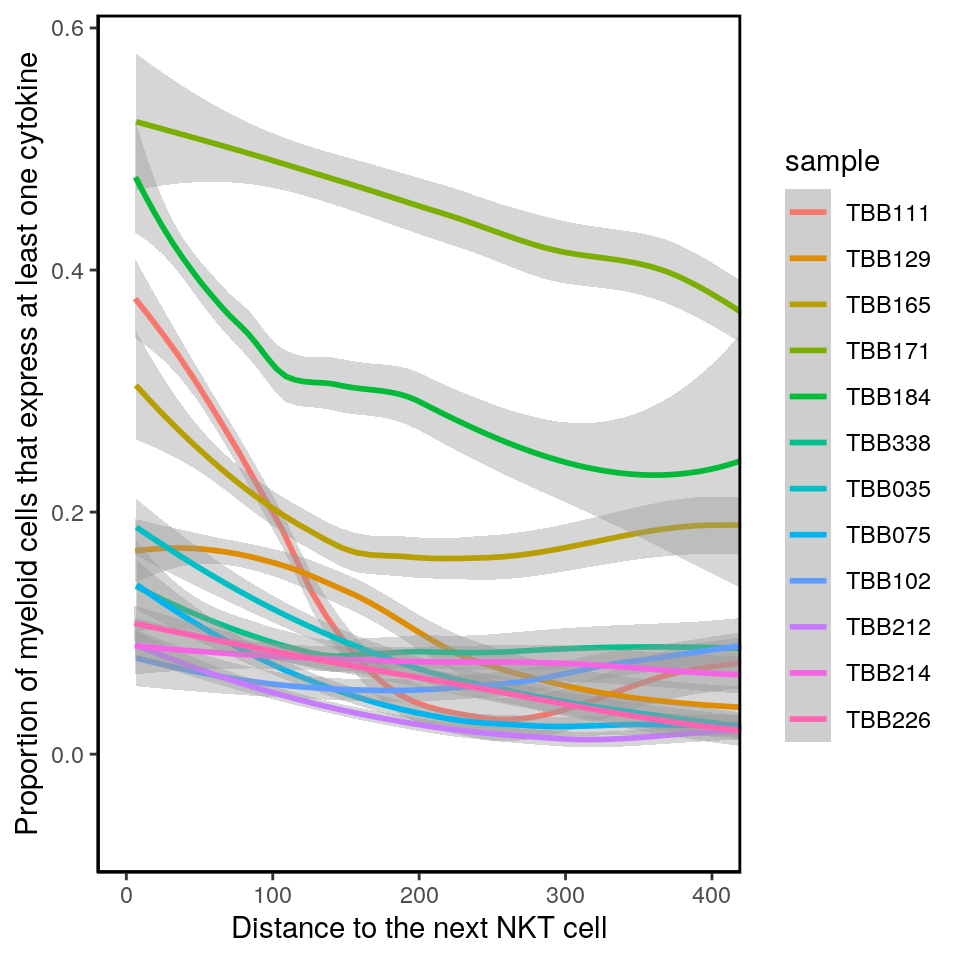 Proportion of myeloid cells that express at least one cytokine
0.6
0.4
0.2
0.0
0 100 200 300 400
Distance to the next NKT cell
sample
TBB111
TBB129
TBB165
TBB171
TBB184
TBB338
TBB035
TBB075
TBB102
TBB212
TBB214
TBB226